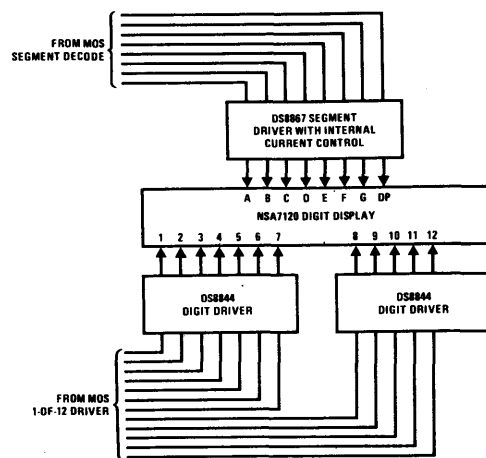 FROM MOS
SEGMENT DECODE
DS8867 SEGMENT
DRIVER WITH INTERNAL
CURRENT CONTROL
A B C D E F G DP
NSA7120 DIGIT DISPLAY
1 2 3 4 5 6 7 8 9 10 11 12
DS8844
DIGIT DRIVER
DS8844
DIGIT DRIVER
FROM MOS
1-OF-12 DRIVER